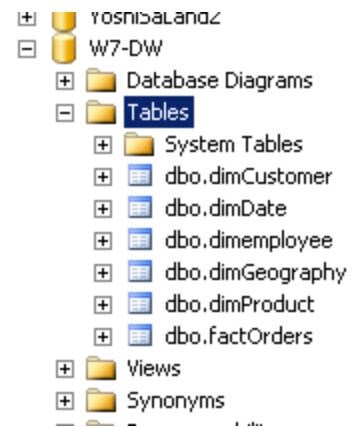 YoshiSaLand2
W7-DW
Database Diagrams
Tables
System Tables
dbo.dimCustomer
dbo.dimDate
dbo.dimemployee
dbo.dimGeography
dbo.dimProduct
dbo.factOrders
Views
Synonyms